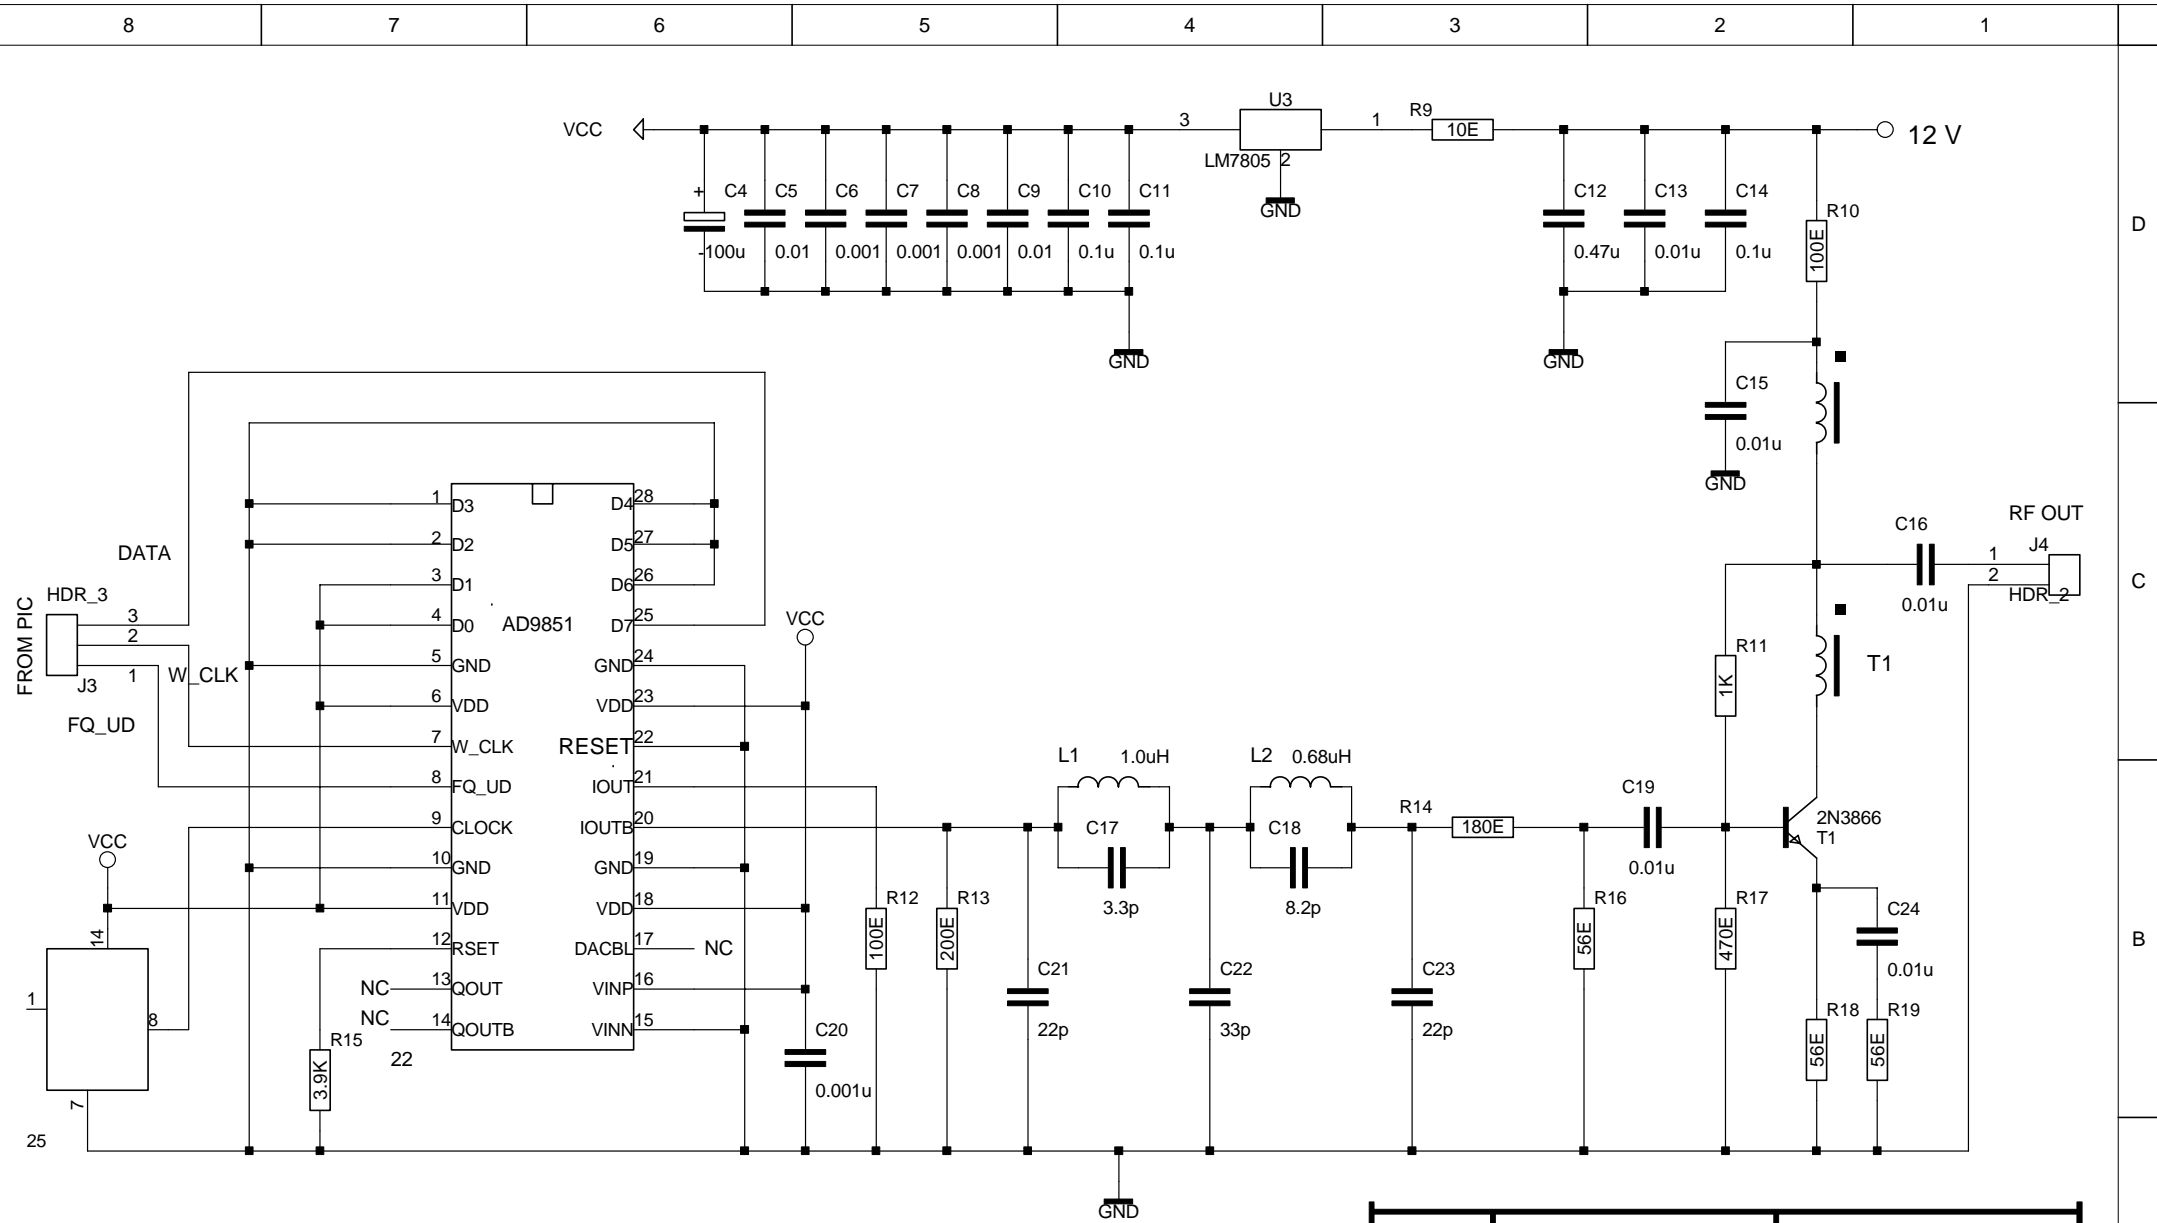 8 7 6 5 4 3 2 1
U3
VCC 3 1 R9 10E 12 V
LM7805 2
GND
+ C4 C5 C6 C7 C8 C9 C10 C11 C12 C13 C14
R10 D
-100u 0.01 0.001 0.001 0.001 0.01 0.1u 0.1u 0.47u 0.01u 0.1u 100E
GND GND
C15
0.01u
GND
1 D3 D4 28
C16 RF OUT
2 D2 D5 27
DATA 1 J4
3 D1 D6 26 2 C
HDR_3 0.01u HDR_2
3 4 D0 AD9851 D7 25 VCC
FROM PIC 2
1 J3 W_CLK 5 GND GND 24 R11 1K T1
6 VDD VDD 23
FQ_UD
7 W_CLK RESET 22
L1 1.0uH L2 0.68uH
8 FQ_UD IOUT 21 C19
R14
9 CLOCK IOUTB 20 C17 C18 180E 2N3866
VCC T1
10 GND GND 19 0.01u
11 VDD VDD 18 R12 R13 3.3p 8.2p R16 R17 C24
14 100E 200E 56E 470E B
12 RSET DACBL 17 NC
C21 C22 C23 0.01u
NC 13 QOUT VINP 16
1 R18 R19
NC 14 QOUTB VINN 15
8 R15 C20 22p 33p 22p
22 56E 56E
3.9K 0.001u
7
25
GND